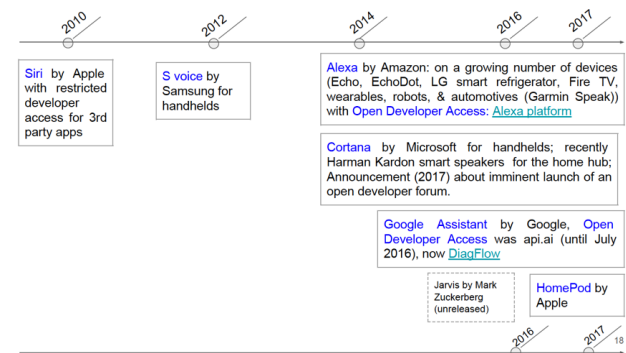 2010
2012
2014
2016
2017
Siri by Apple
with restricted
developer
access for 3rd
party apps
S voice by
Samsung for
handhelds
Alexa by Amazon: on a growing number of devices
(Echo, EchoDot, LG smart refrigerator, Fire TV,
wearables, robots, & automotives (Garmin Speak))
with Open Developer Access: Alexa platform
Cortana by Microsoft for handhelds; recently
Harman Kardon smart speakers for the home hub;
Announcement (2017) about imminent launch of an
open developer forum.
Google Assistant by Google, Open
Developer Access was api.ai (until July
2016), now DiagFlow
Jarvis by Mark
Zuckerberg
(unreleased)
HomePod by
Apple
2016
2017
18